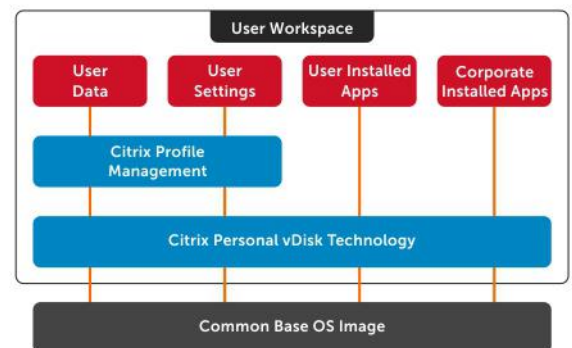 User Workspace
User
Data
User
Settings
User Installed
Apps
Corporate
Installed Apps
Citrix Profile
Management
Citrix Personal vDisk Technology
Common Base OS Image